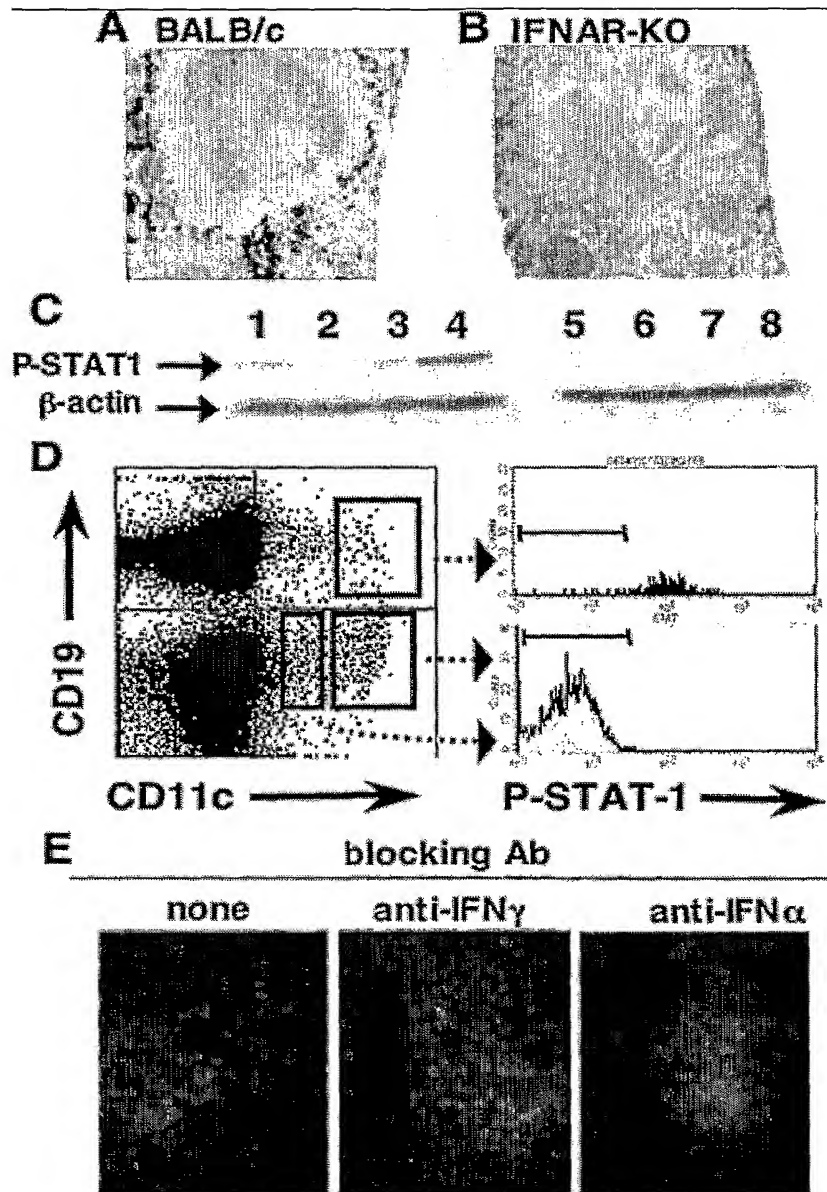 A BALB/c B IFNAR-KO
C 1 2 3 4 5 6 7 8
P-STAT1
β-actin
D
CD19
CD11c P-STAT-1
E blocking Ab
none anti-IFNγ anti-IFNα